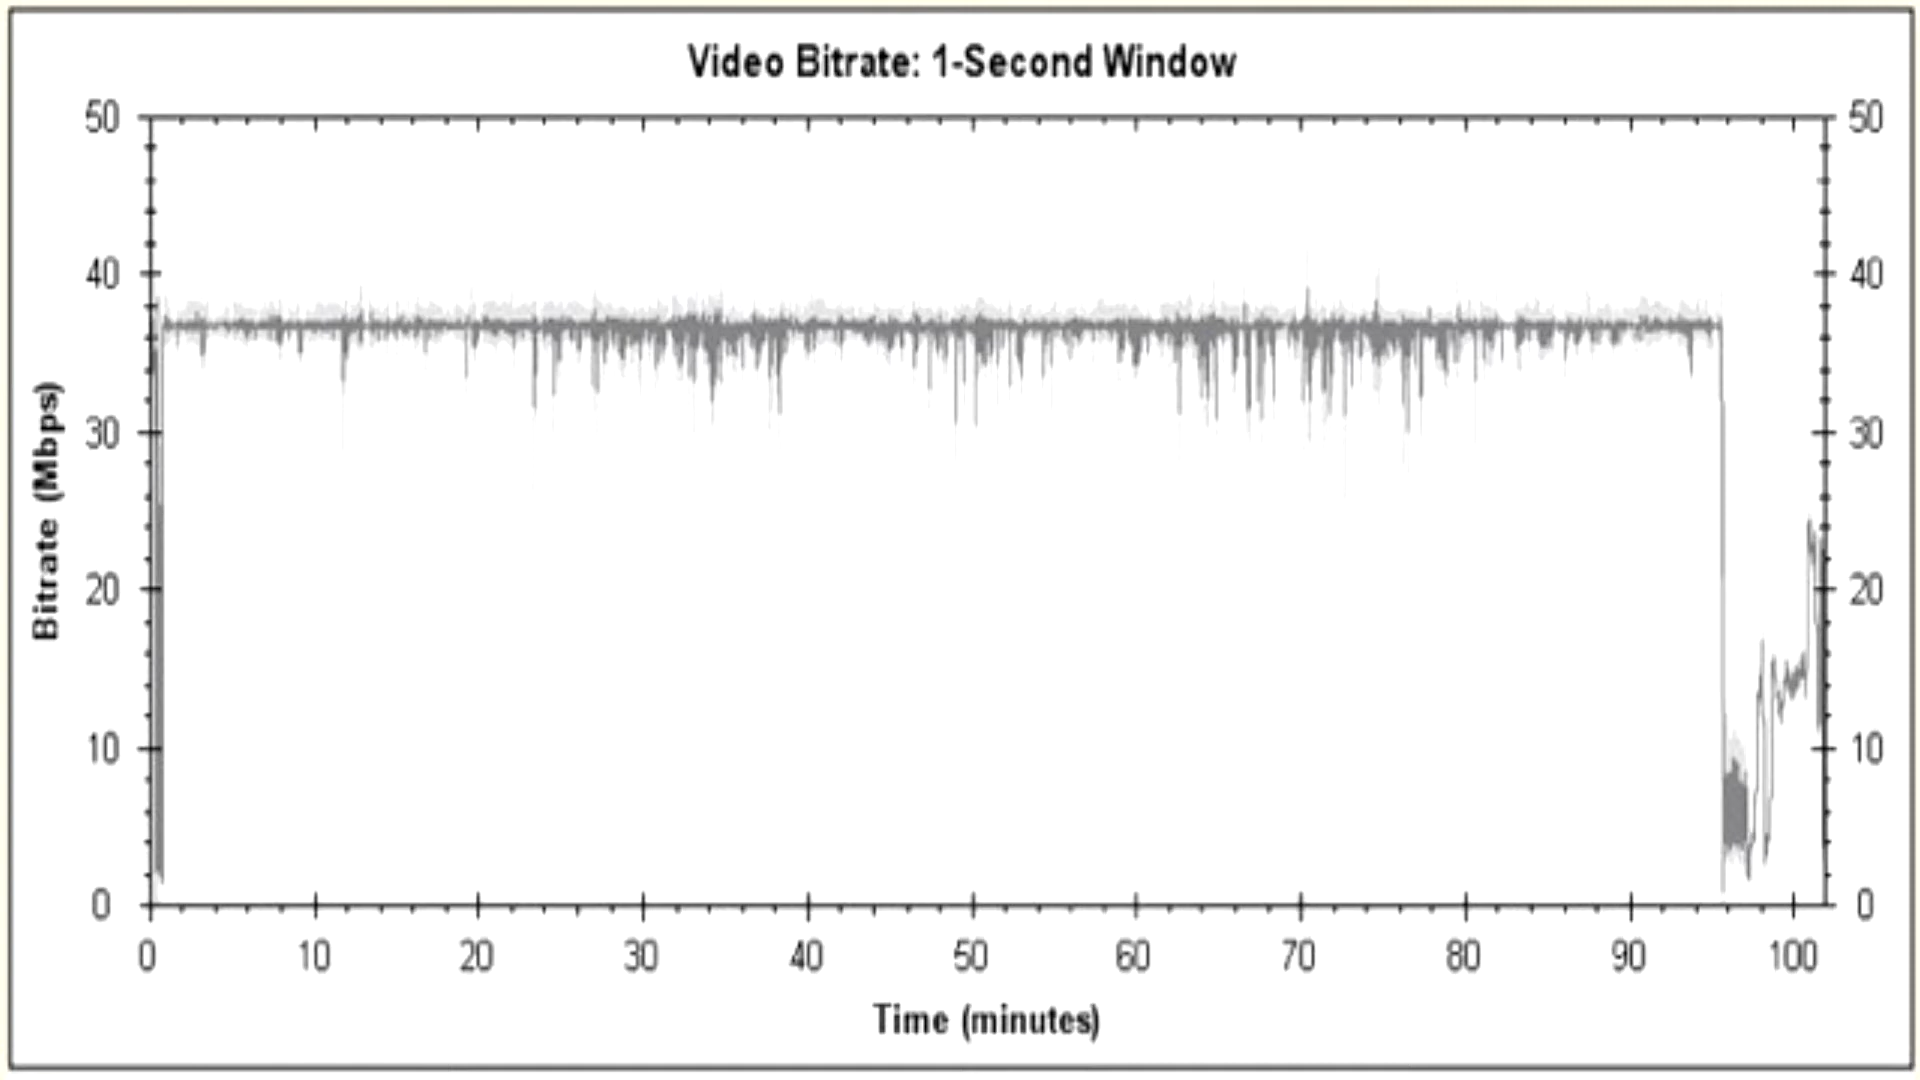 Video Bitrate: 1-Second Window
50 50
40 40
30 30
20 20
10 10
0 0
Bitrate (Mbps)
0 10 20 30 40 50 60 70 80 90 100
Time (minutes)